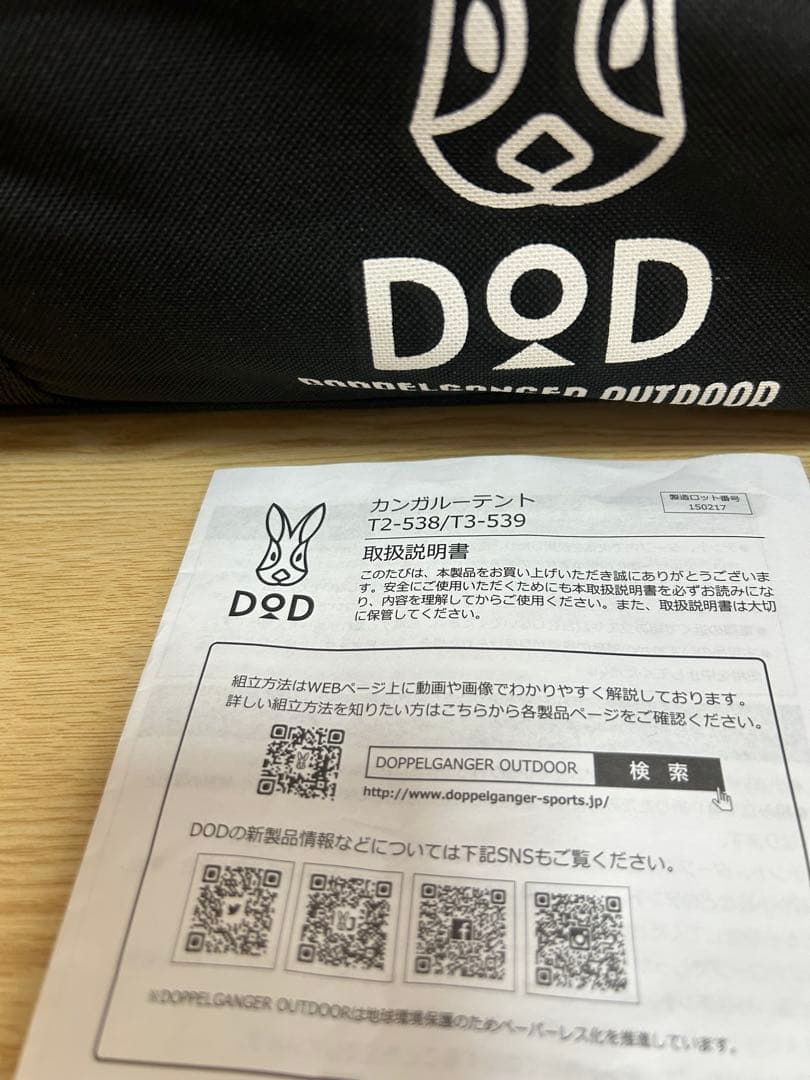 DOD
DOPPELGANGER OUTDOOR
カンガルーテント
T2-538/T3-539
製造ロット番号
150217
取扱説明書
このたびは、本製品をお買い上げいただき誠にありがとうございま
す。安全にご使用いただくためにも本取扱説明書を必ずお読みにな
り、内容を理解してからご使用ください。また、取扱説明書は大切
に保管してください。
DOD
組立方法はWEBページ上に動画や画像でわかりやすく解説しております。
詳しい組立方法を知りたい方はこちらから各製品ページをご確認ください。
DOPPELGANGER OUTDOOR 検索
http://www.doppelganger-sports.jp/
DODの新製品情報などについては下記SNSもご覧ください。
※DOPPELGANGER OUTDOORは地球環境保護のためペーパーレス化を推進しています。